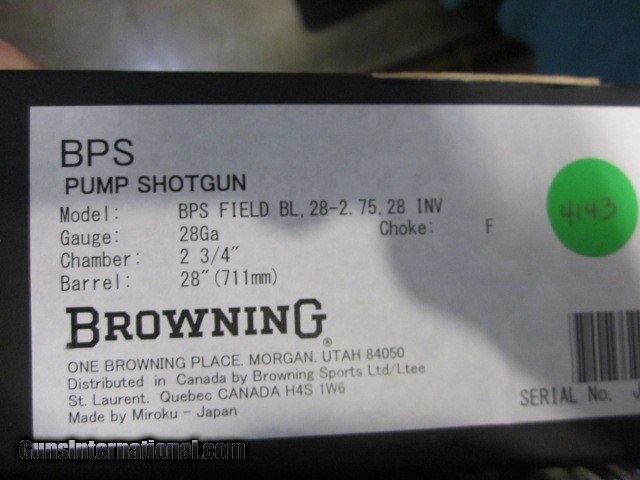 BPS
PUMP SHOTGUN
Model: BPS FIELD BL,28-2.75,28 INV
Gauge: 28Ga Choke: F
Chamber: 2 3/4"
Barrel: 28"(711mm)
4143
BROWNING®
ONE BROWNING PLACE. MORGAN. UTAH 84050
Distributed in Canada by Browning Sports Ltd/Ltee
St. Laurent. Quebec CANADA H4S 1W6
Made by Miroku - Japan
SERIAL No. J
GunsInternational.com